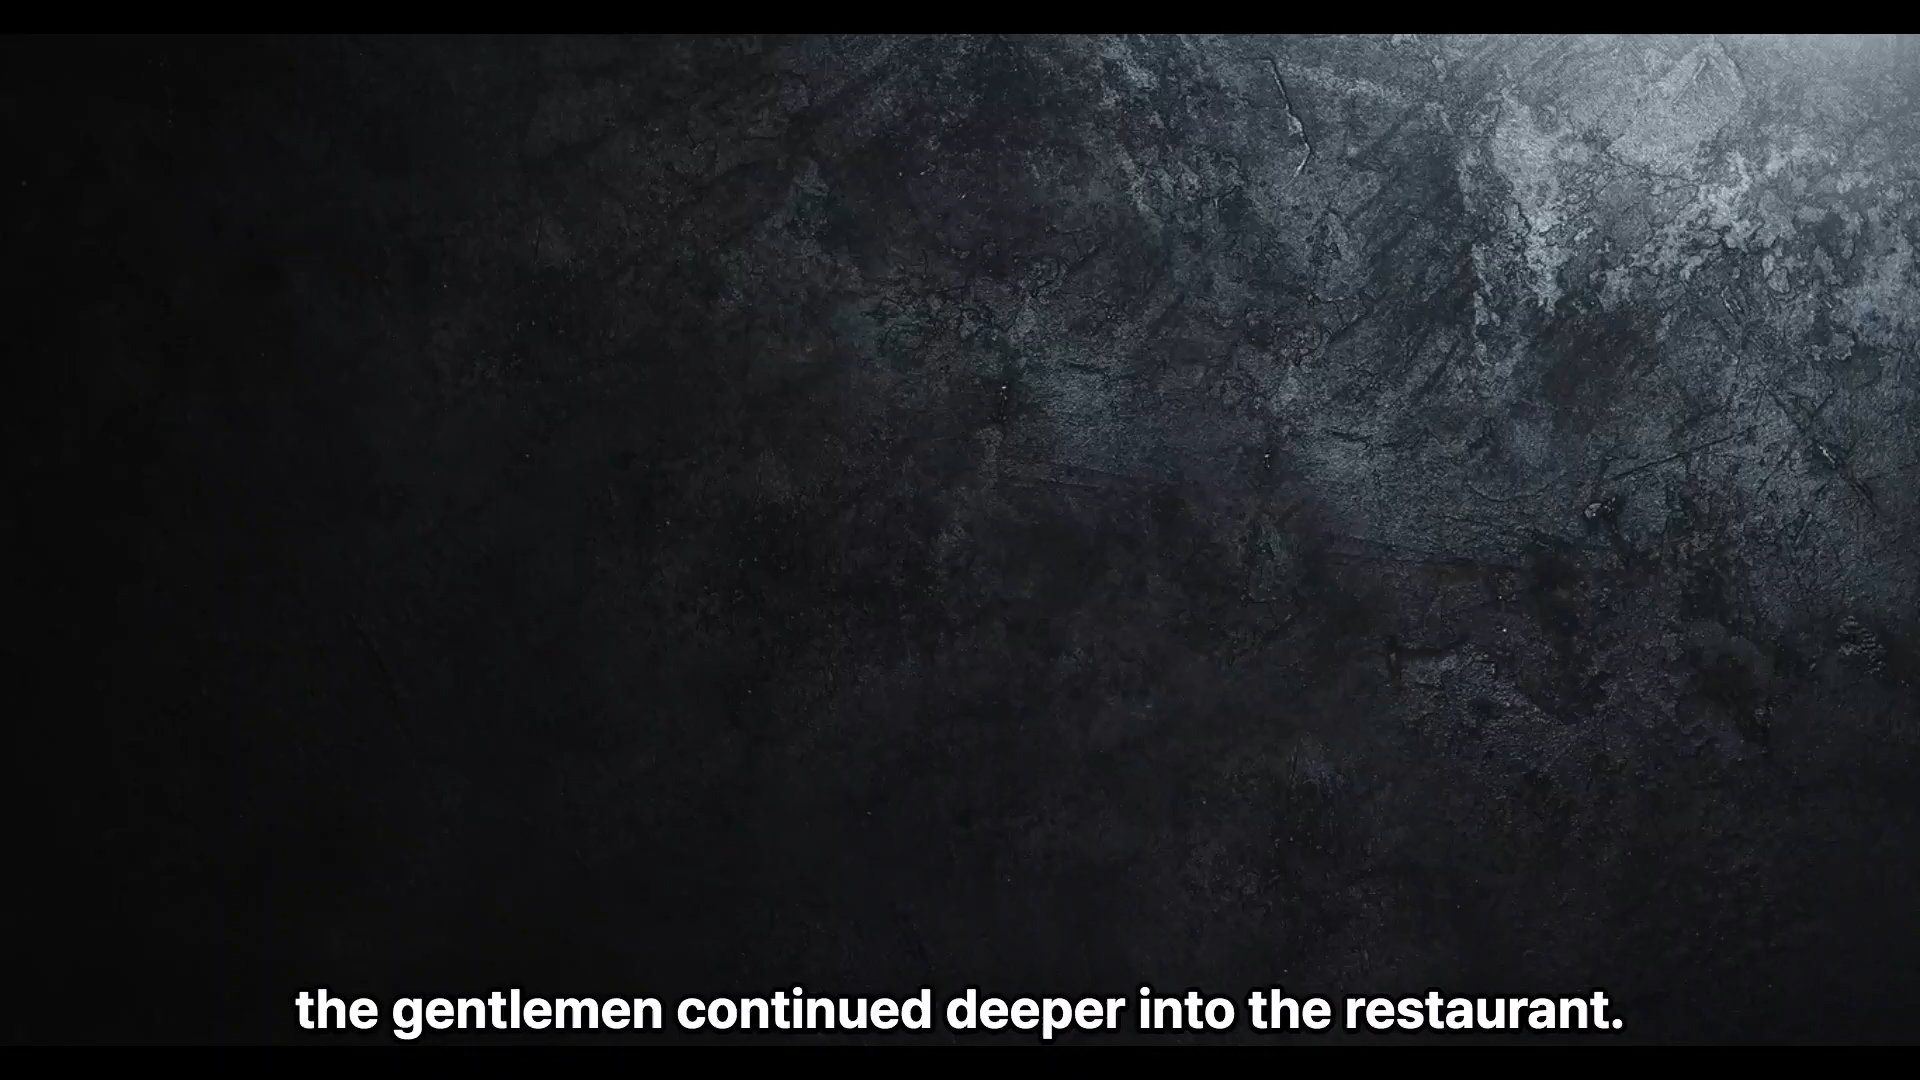 the gentlemen continued deeper into the restaurant.